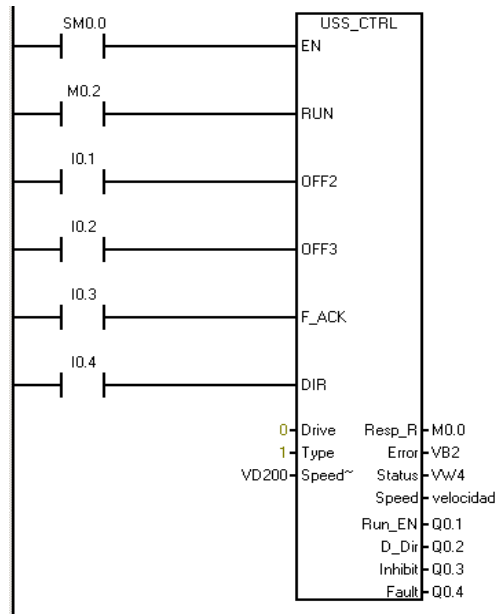 SM0.0 USS_CTRL
EN
M0.2
RUN
I0.1
OFF2
I0.2
OFF3
I0.3
F_ACK
I0.4
DIR
0 Drive Resp_R M0.0
1 Type Error VB2
VD200 Speed~ Status VW4
Speed velocidad
Run_EN Q0.1
D_Dir Q0.2
Inhibit Q0.3
Fault Q0.4